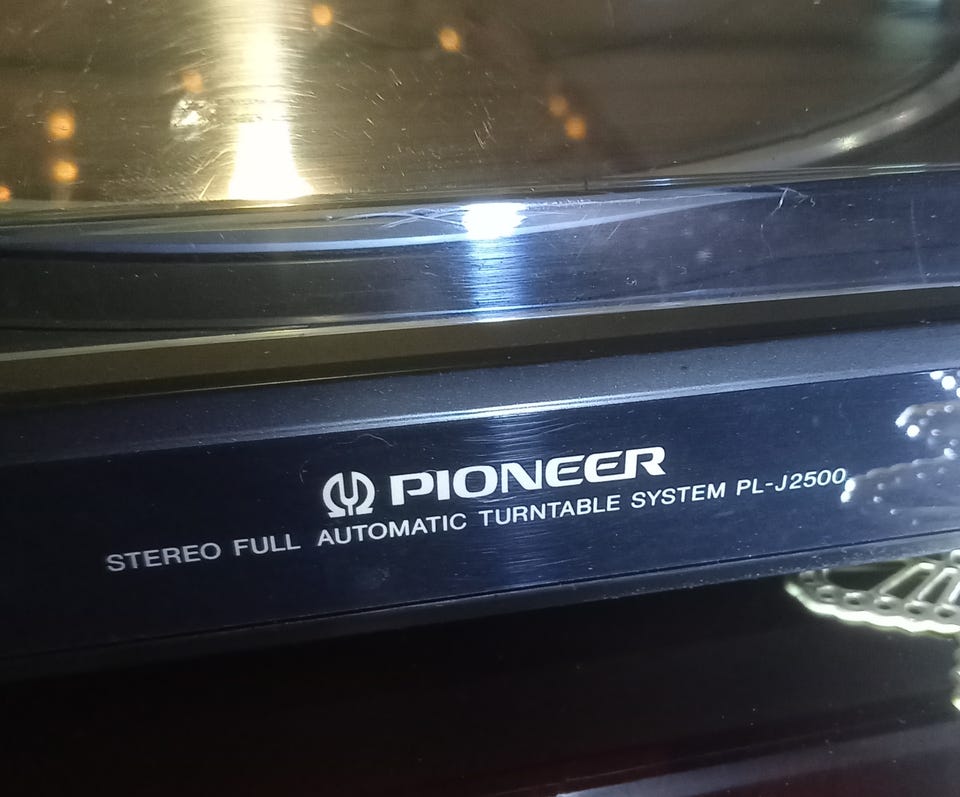 PIONEER
STEREO FULL AUTOMATIC TURNTABLE SYSTEM PL-J2500